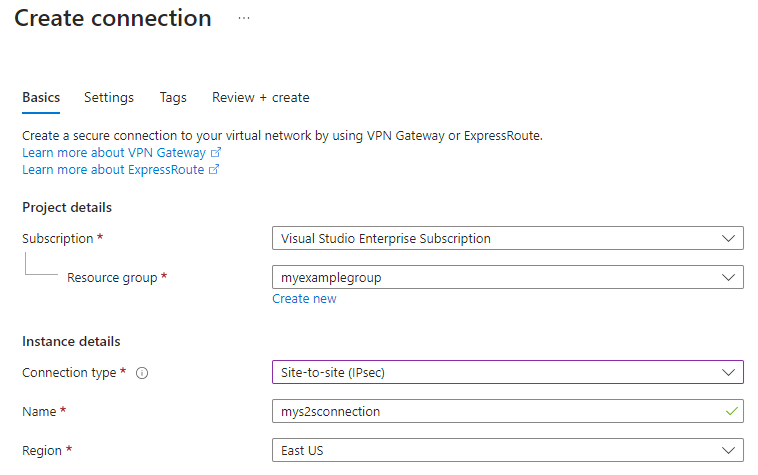 Create connection ...
Basics Settings Tags Review + create
Create a secure connection to your virtual network by using VPN Gateway or ExpressRoute.
Learn more about VPN Gateway
Learn more about ExpressRoute
Project details
Subscription * Visual Studio Enterprise Subscription
Resource group * myexamplegroup
Create new
Instance details
Connection type * Site-to-site (IPsec)
Name * mys2sconnection
Region * East US